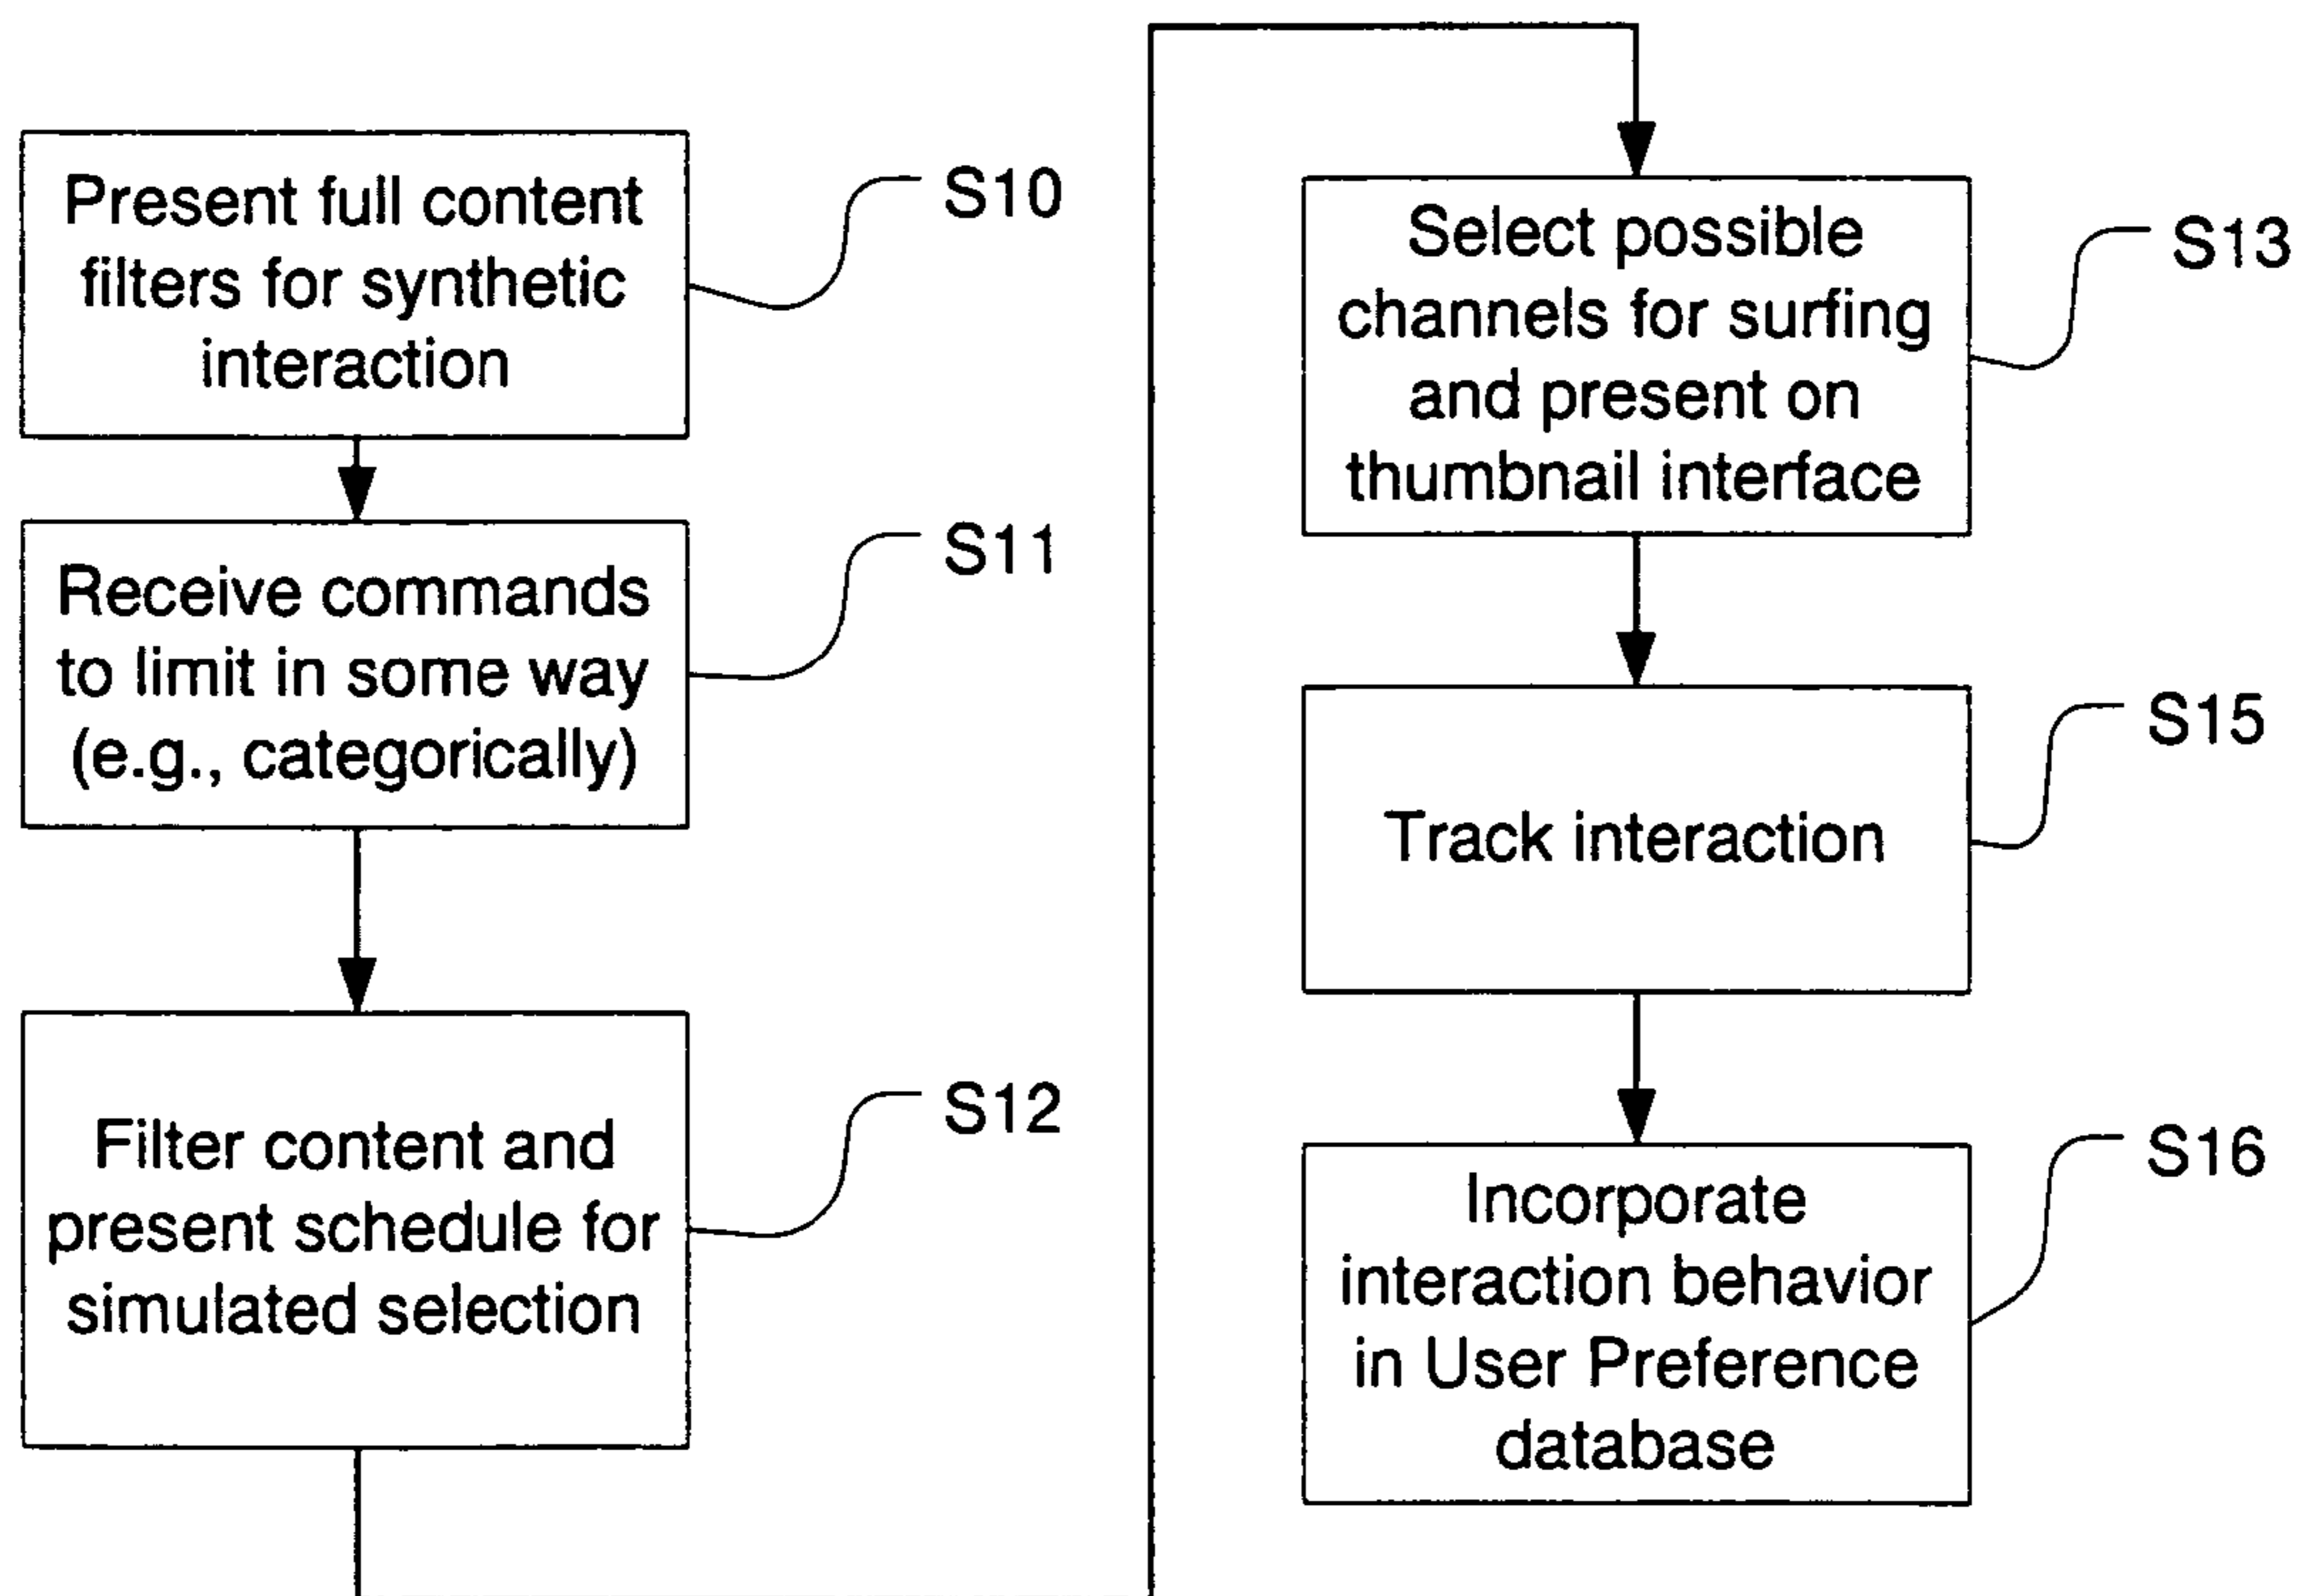 Present full content
filters for synthetic
interaction
S10
Receive commands
to limit in some way
(e.g., categorically)
S11
Filter content and
present schedule for
simulated selection
S12
Select possible
channels for surfing
and present on
thumbnail interface
S13
Track interaction
S15
Incorporate
interaction behavior
in User Preference
database
S16